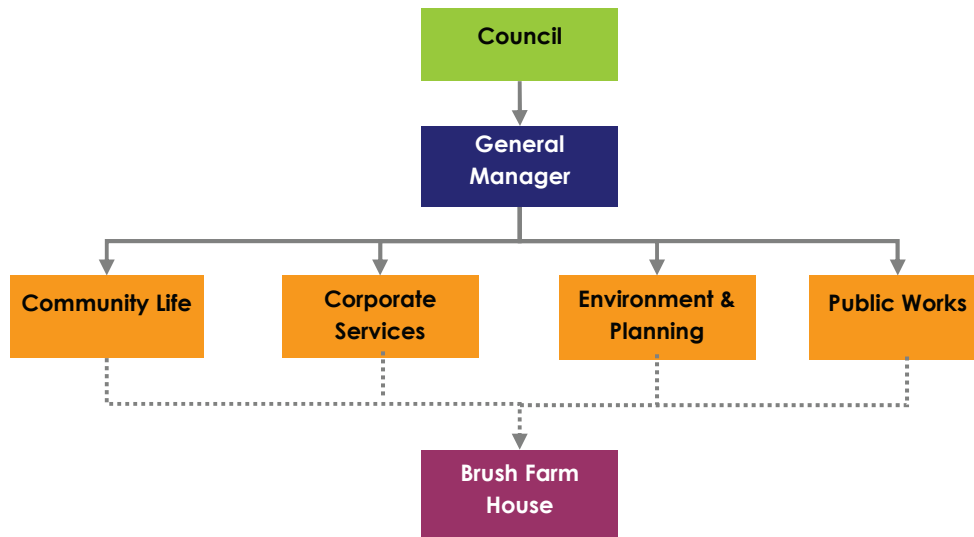 Council
General
Manager
Community Life
Corporate
Services
Environment &
Planning
Public Works
Brush Farm
House